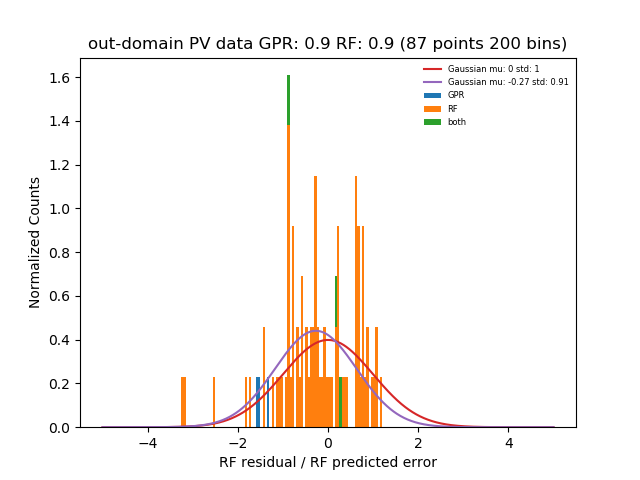 out-domain PV data GPR: 0.9 RF: 0.9 (87 points 200 bins)
Gaussian mu: 0 std: 1
Gaussian mu: -0.27 std: 0.91
GPR
RF
both
Normalized Counts
1.6
1.4
1.2
1.0
0.8
0.6
0.4
0.2
0.0
−4 −2 0 2 4
RF residual / RF predicted error